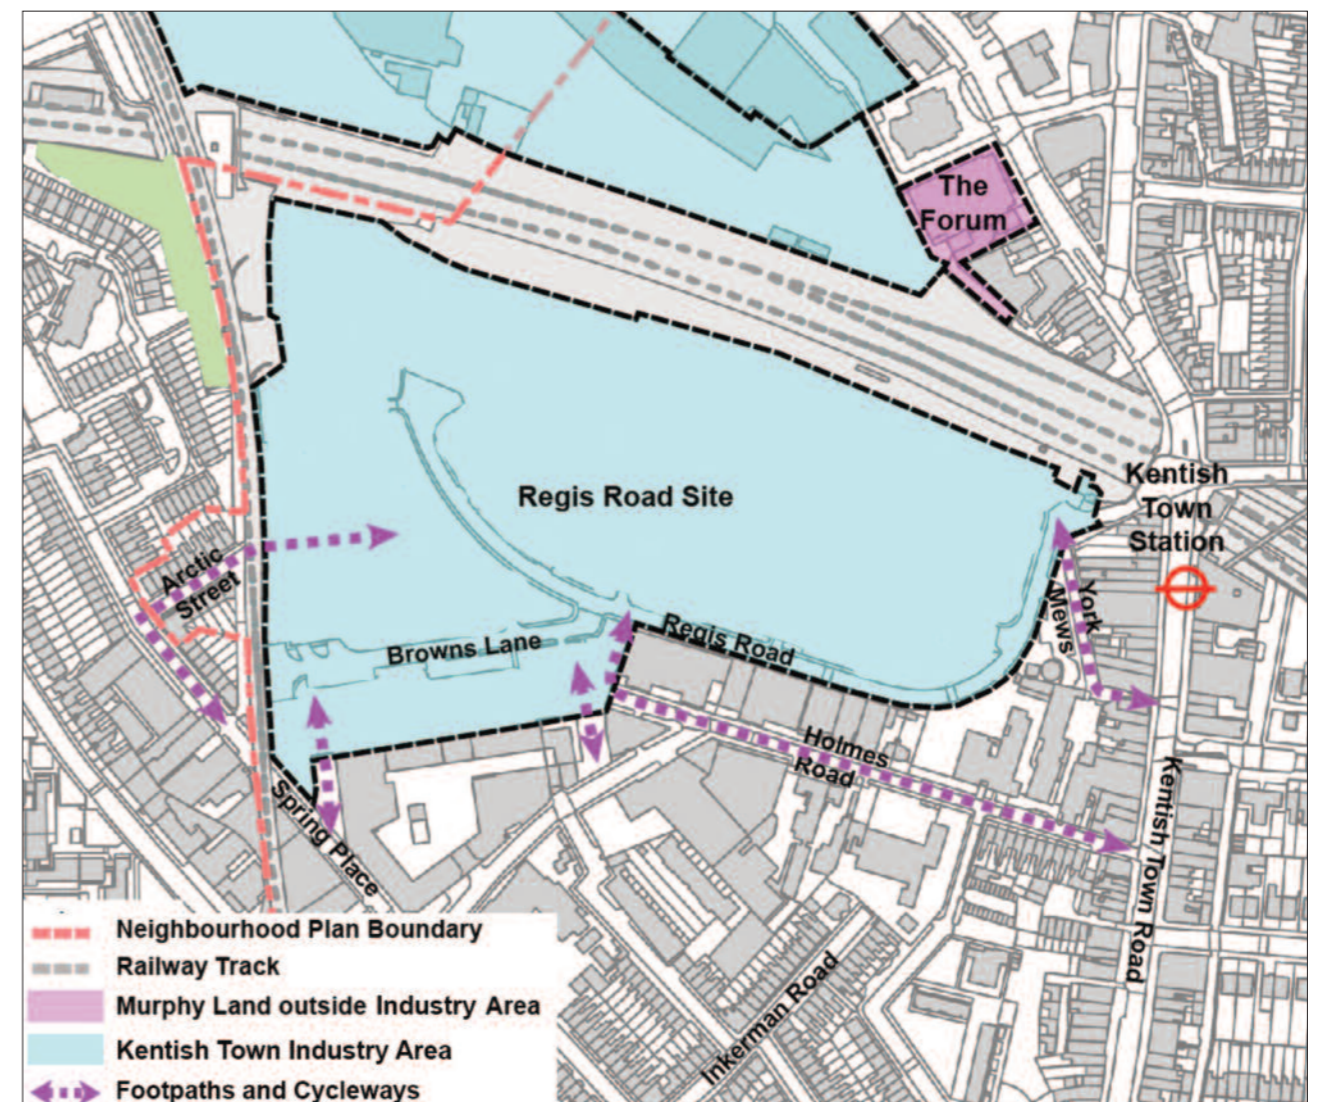 The
Forum
Kentish
Town
Station
Regis Road Site
Arctic
Street
York
Mews
Regis Road
Browns Lane
Holmes
Road
Kentish Town Road
Spring Place
Inkerman Road
Neighbourhood Plan Boundary
Railway Track
Murphy Land outside Industry Area
Kentish Town Industry Area
Footpaths and Cycleways